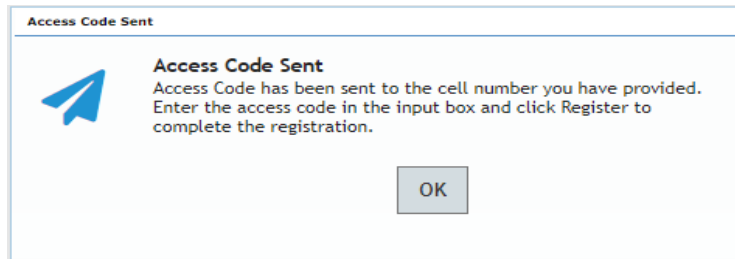 Access Code Sent
Access Code Sent
Access Code has been sent to the cell number you have provided.
Enter the access code in the input box and click Register to
complete the registration.
OK